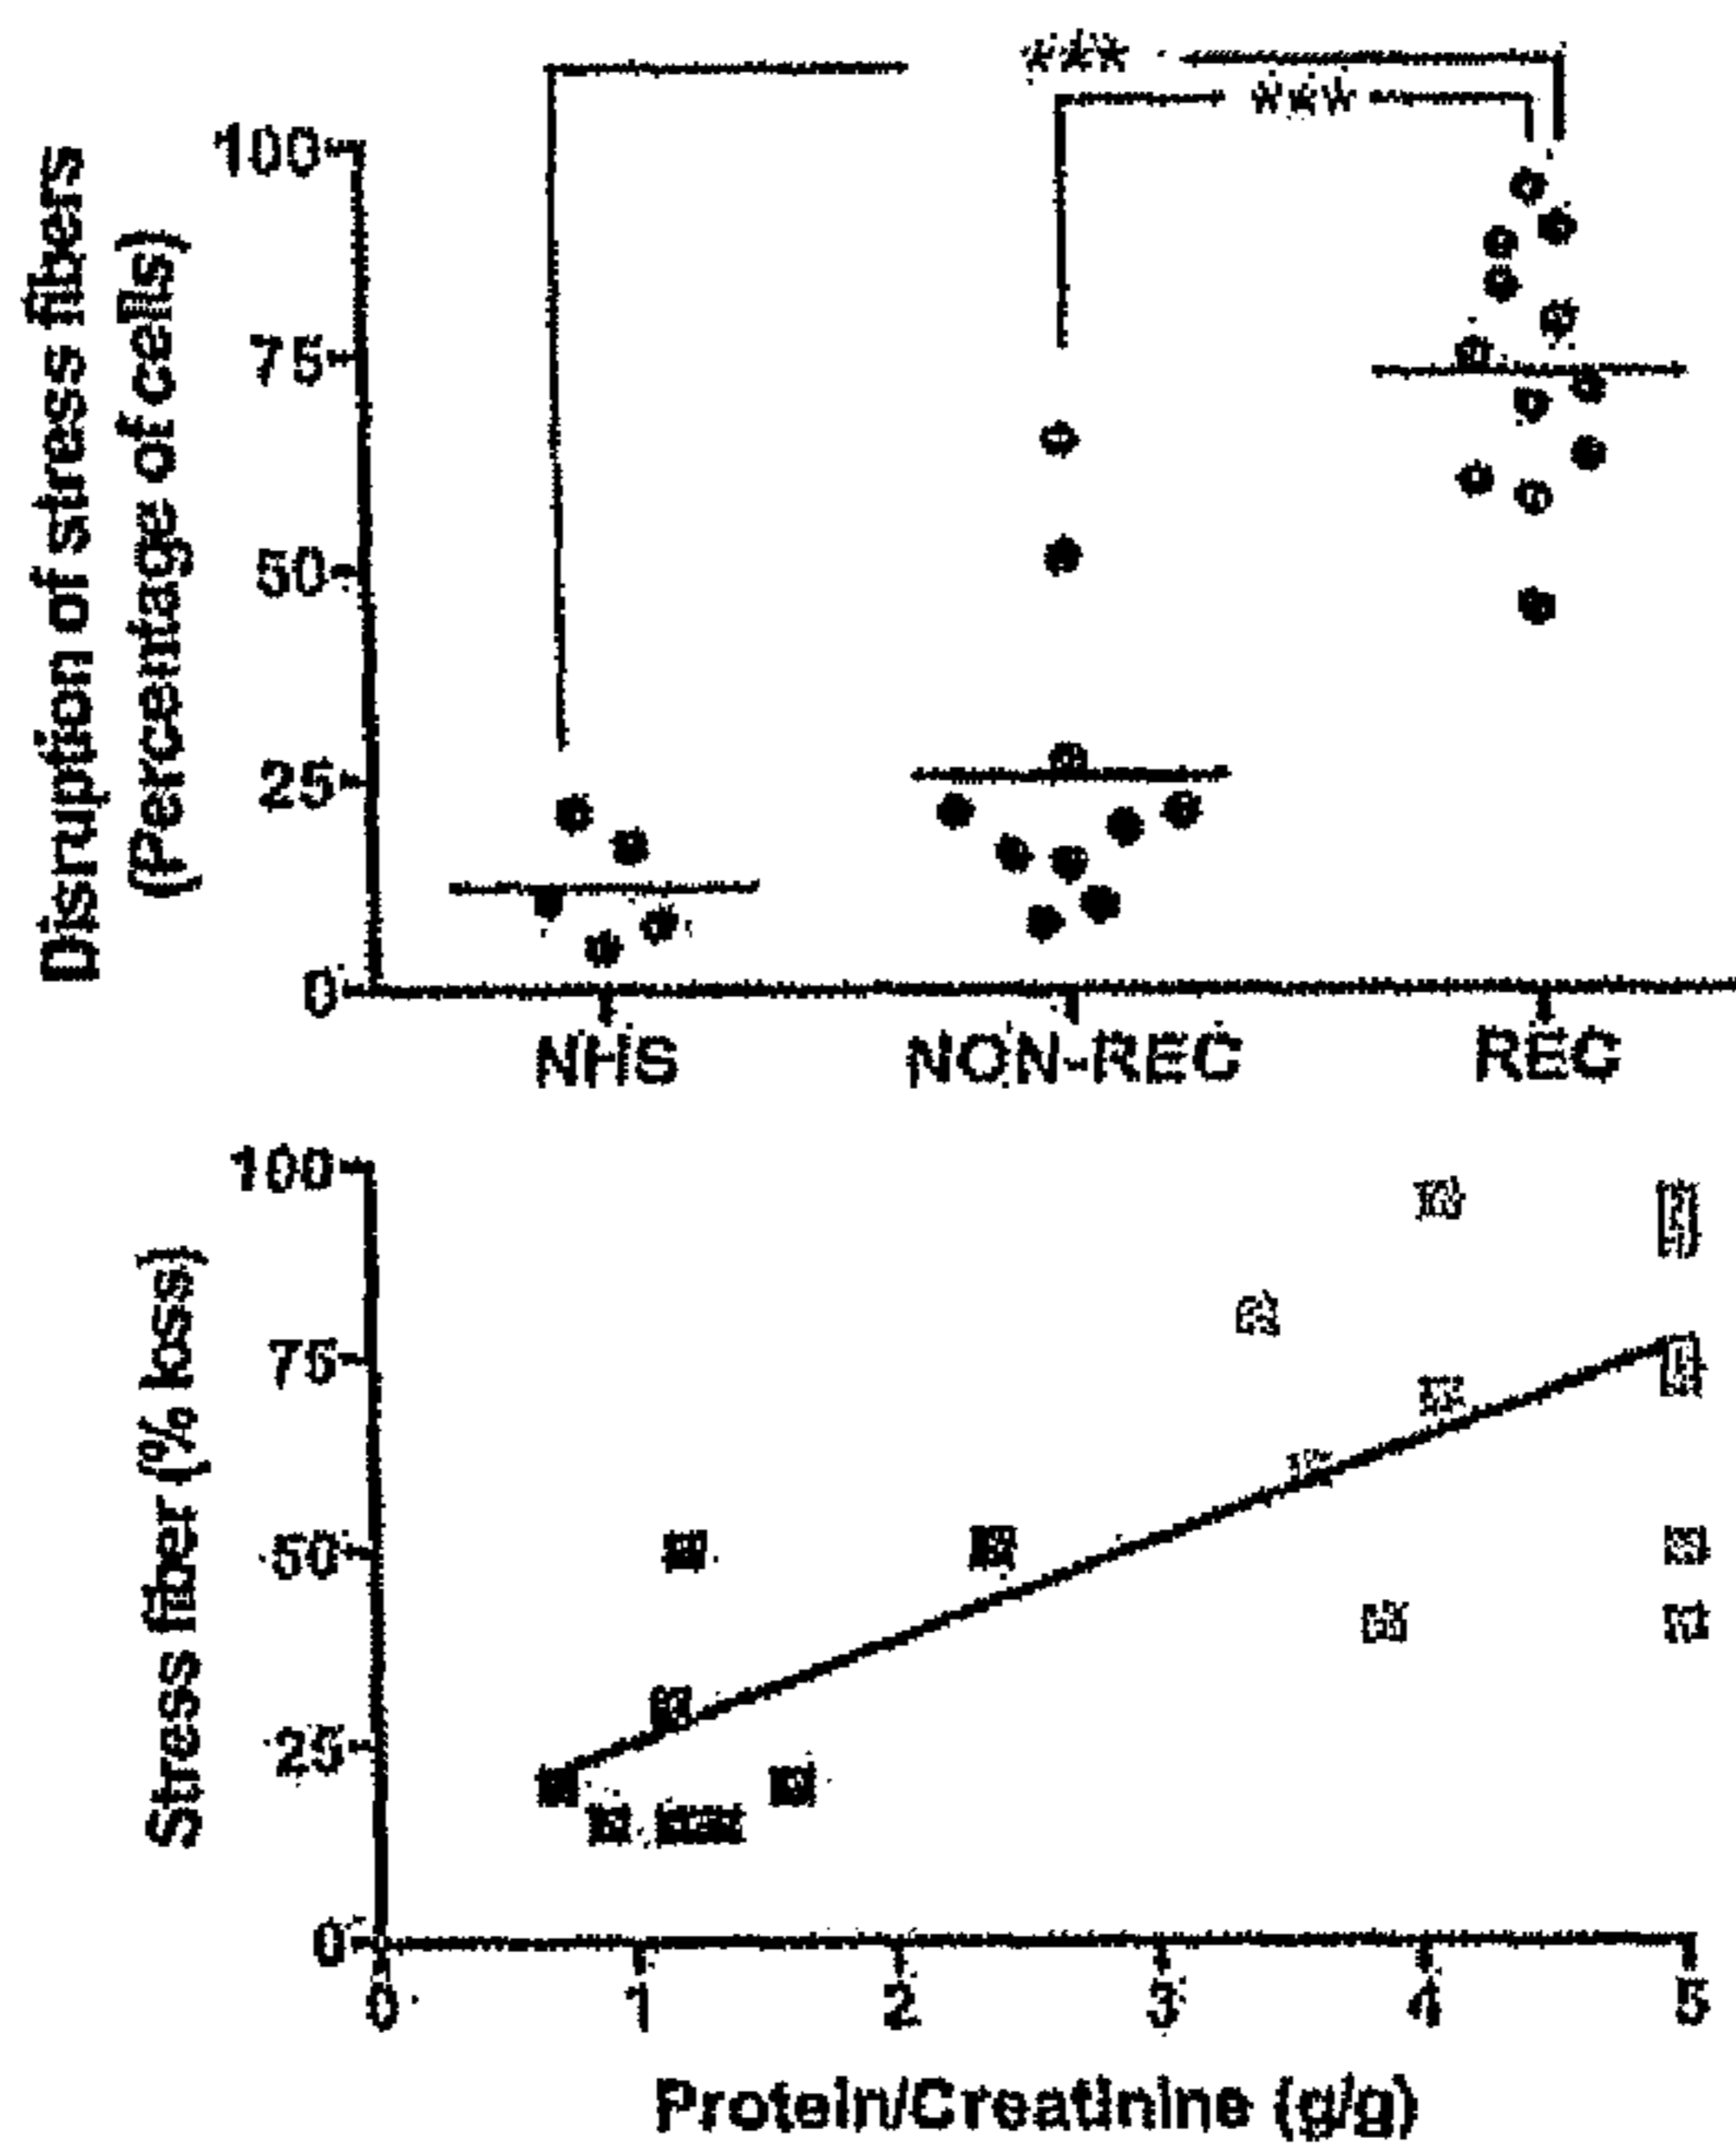 Disruption of stress fibers
(Percentage of cells)
***
***
100
75
50
25
0
NHS NON-REC REC
Stress fiber (% loss)
100
75
50
25
0
0 1 2 3 4 5
Protein/Creatinine (g/g)